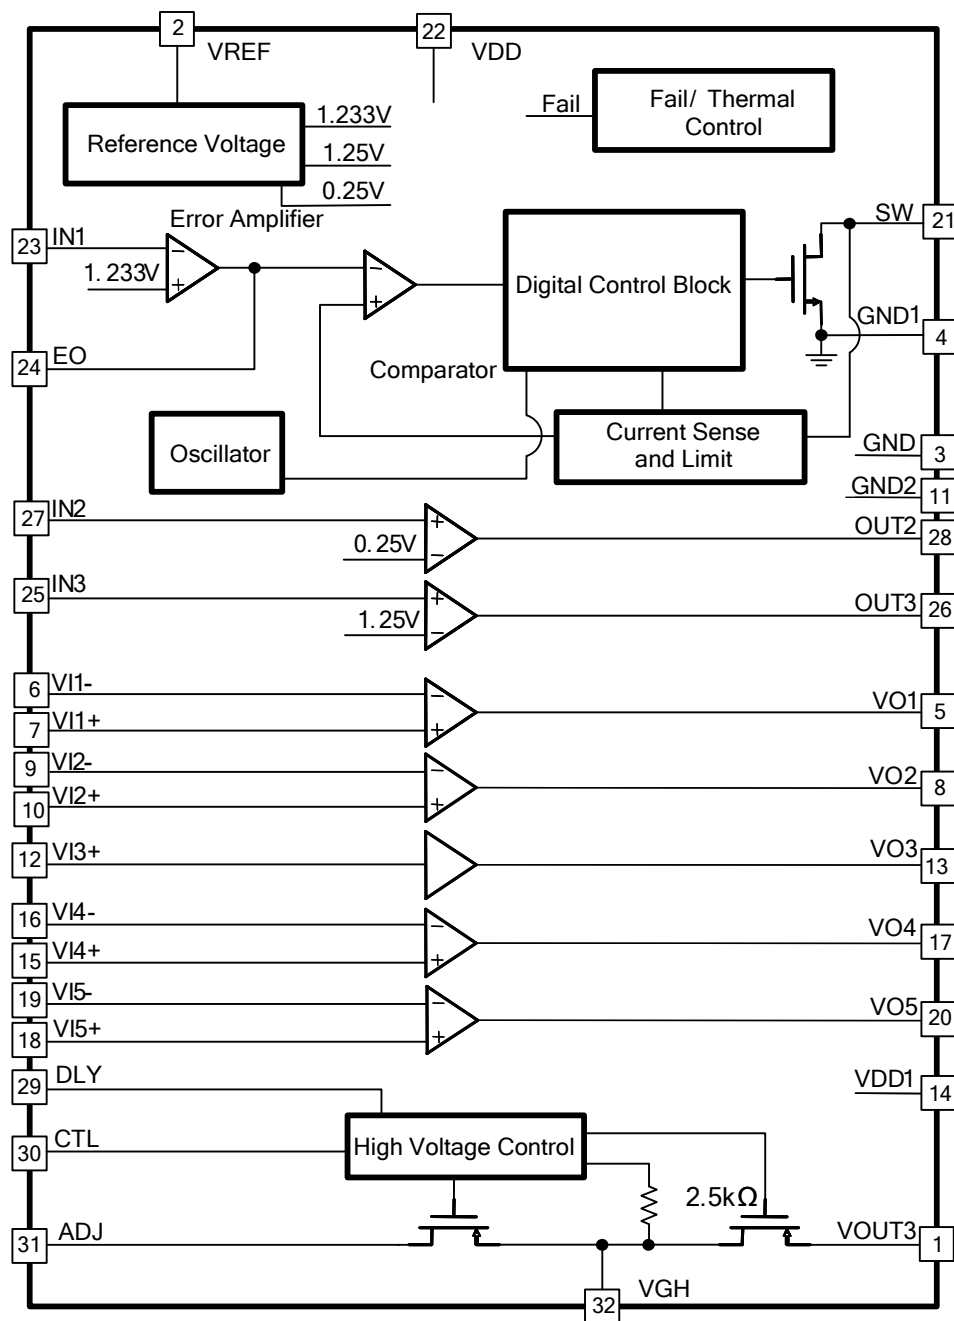 2
VREF
22
VDD
Reference Voltage
1.233V
1.25V
0.25V
Fail
Fail/ Thermal
Control
Error Amplifier
23
IN1
1.233V
−
+
24
EO
−
+
Comparator
Digital Control Block
SW
21
GND1
4
Oscillator
Current Sense
and Limit
GND
3
GND2
11
27
IN2
0.25V
+
−
OUT2
28
25
IN3
1.25V
+
−
OUT3
26
6
VI1-
7
VI1+
−
+
VO1
5
9
VI2-
10
VI2+
−
+
VO2
8
12
VI3+
VO3
13
16
VI4-
15
VI4+
−
+
VO4
17
19
VI5-
18
VI5+
−
+
VO5
20
29
DLY
VDD1
14
30
CTL
High Voltage Control
2.5kΩ
31
ADJ
VOUT3
1
VGH
32